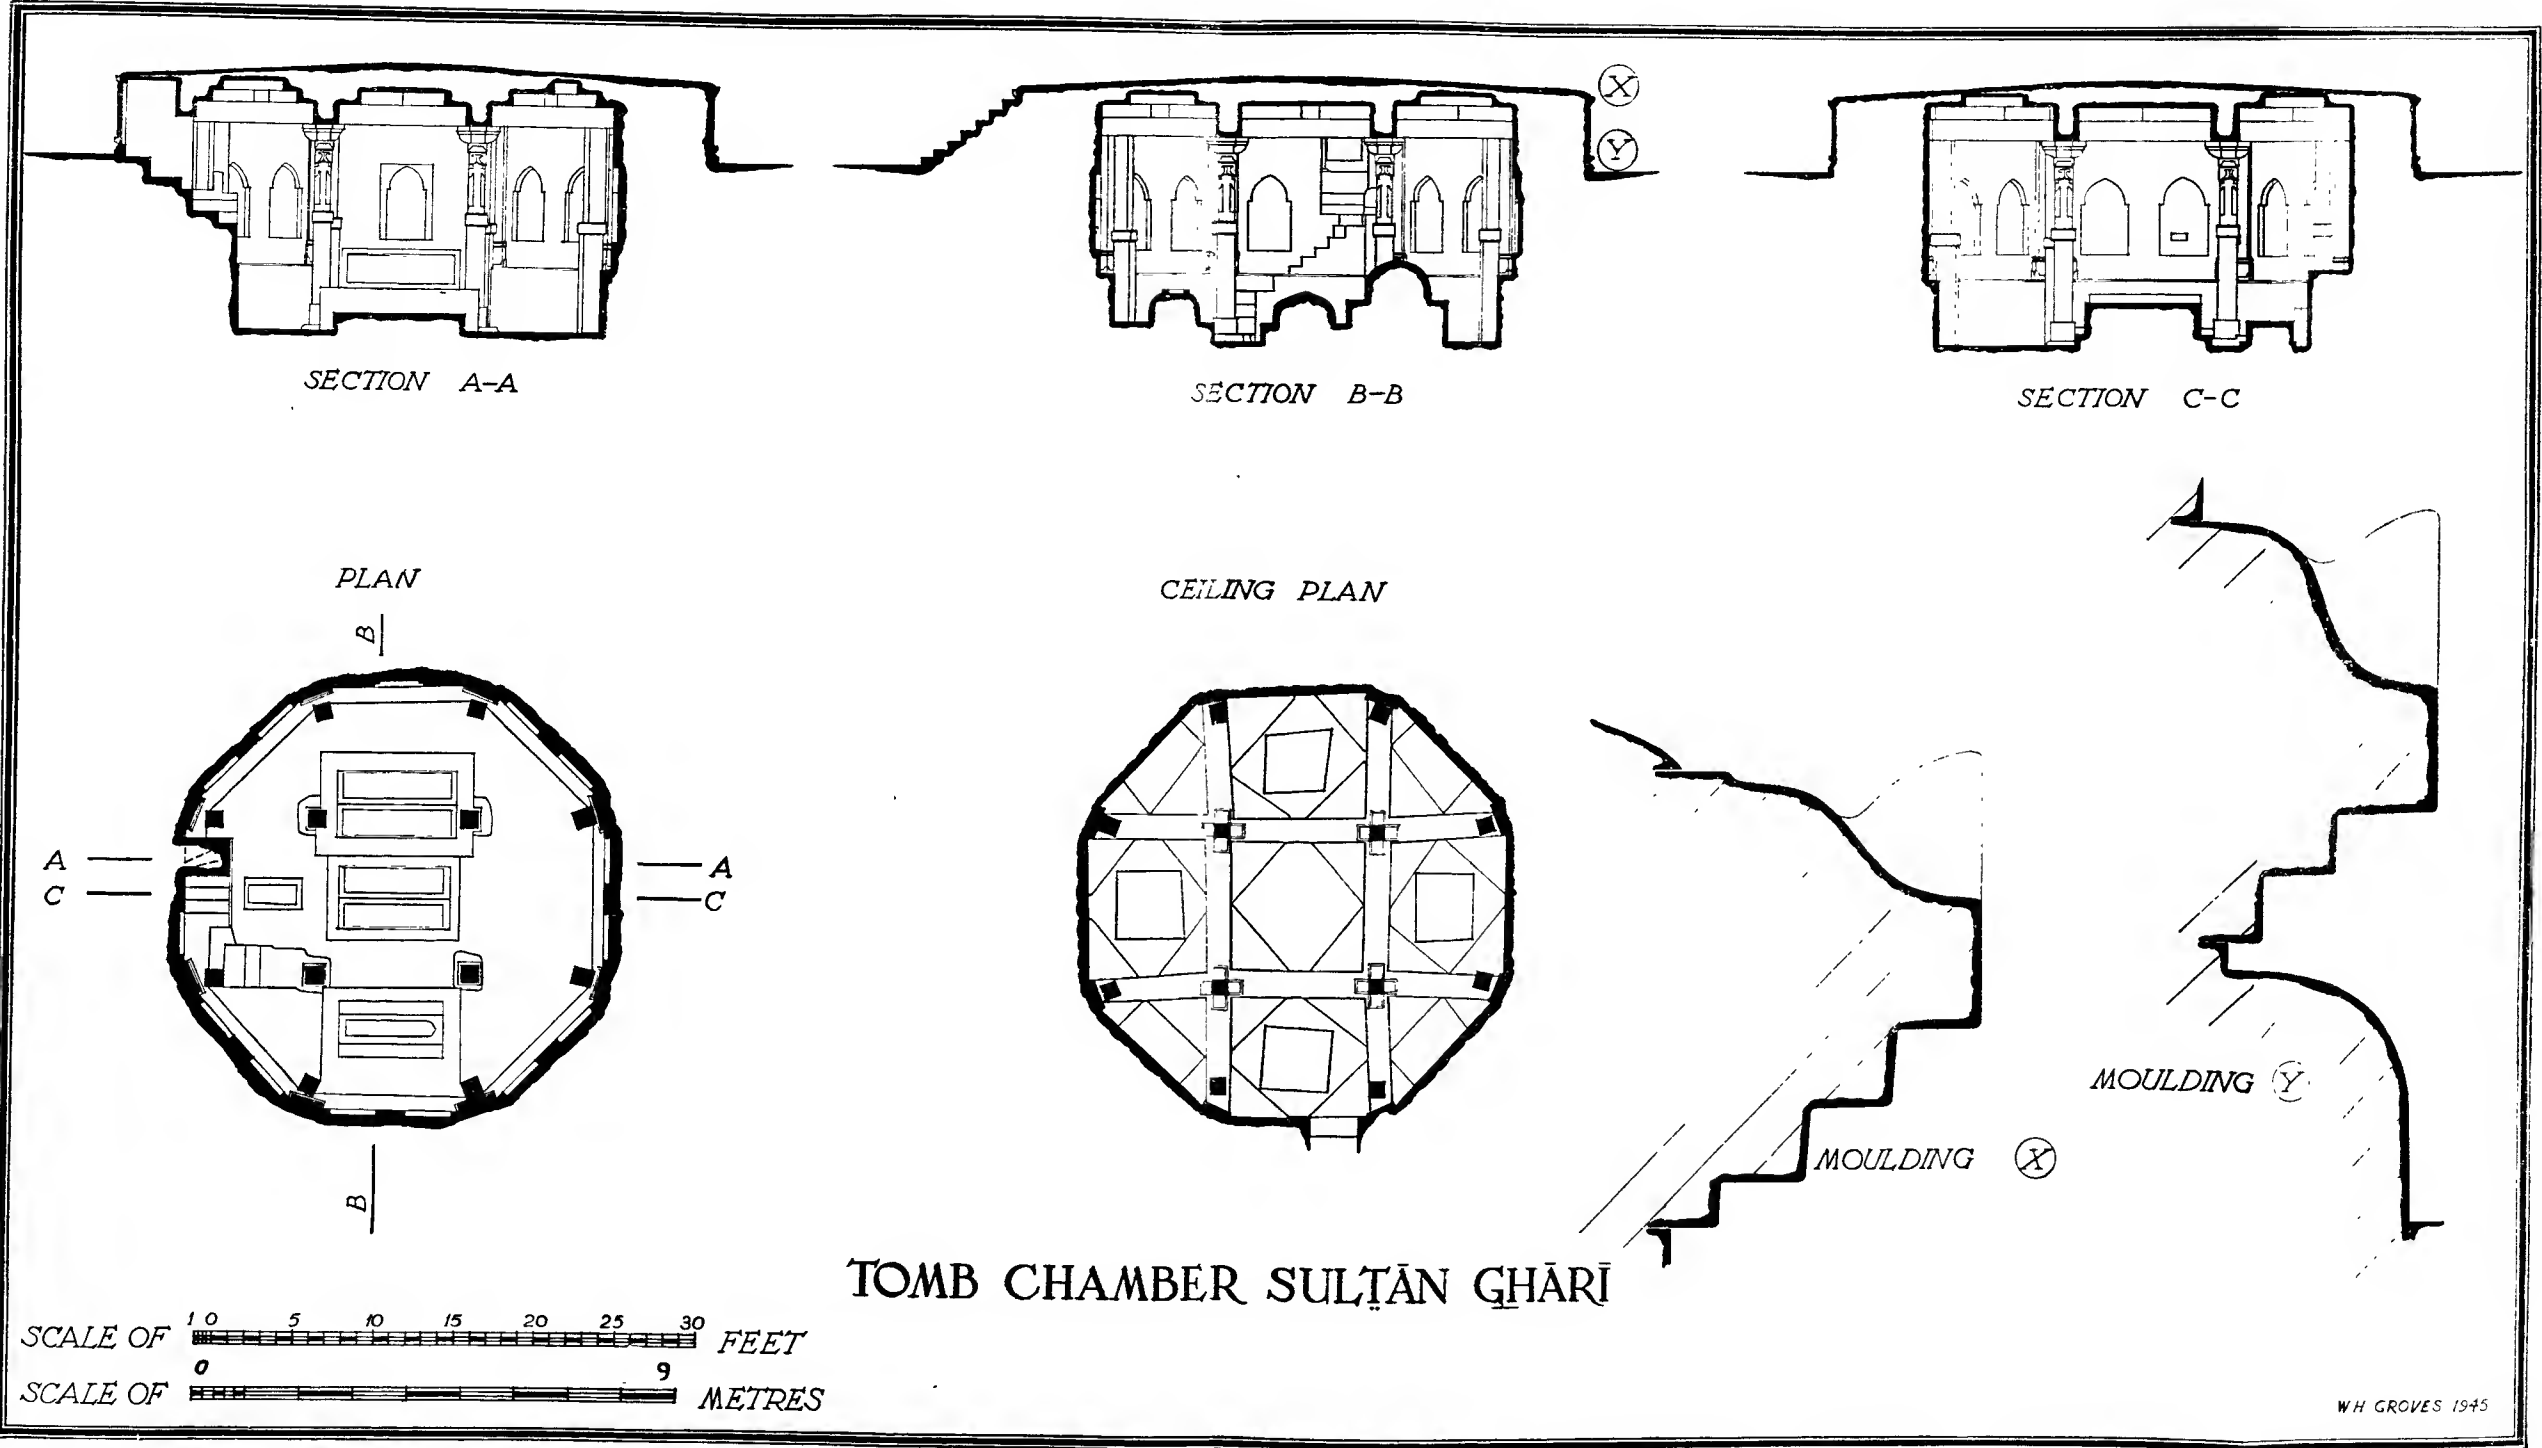 X
Y
SECTION A–A
SECTION B–B
SECTION C–C
PLAN
CEILING PLAN
B
A
A
C
C
B
MOULDING Y
MOULDING X
TOMB CHAMBER SULṬĀN G͟HĀRĪ
1 0 5 10 15 20 25 30
SCALE OF FEET
0 9
SCALE OF METRES
W H GROVES 1945